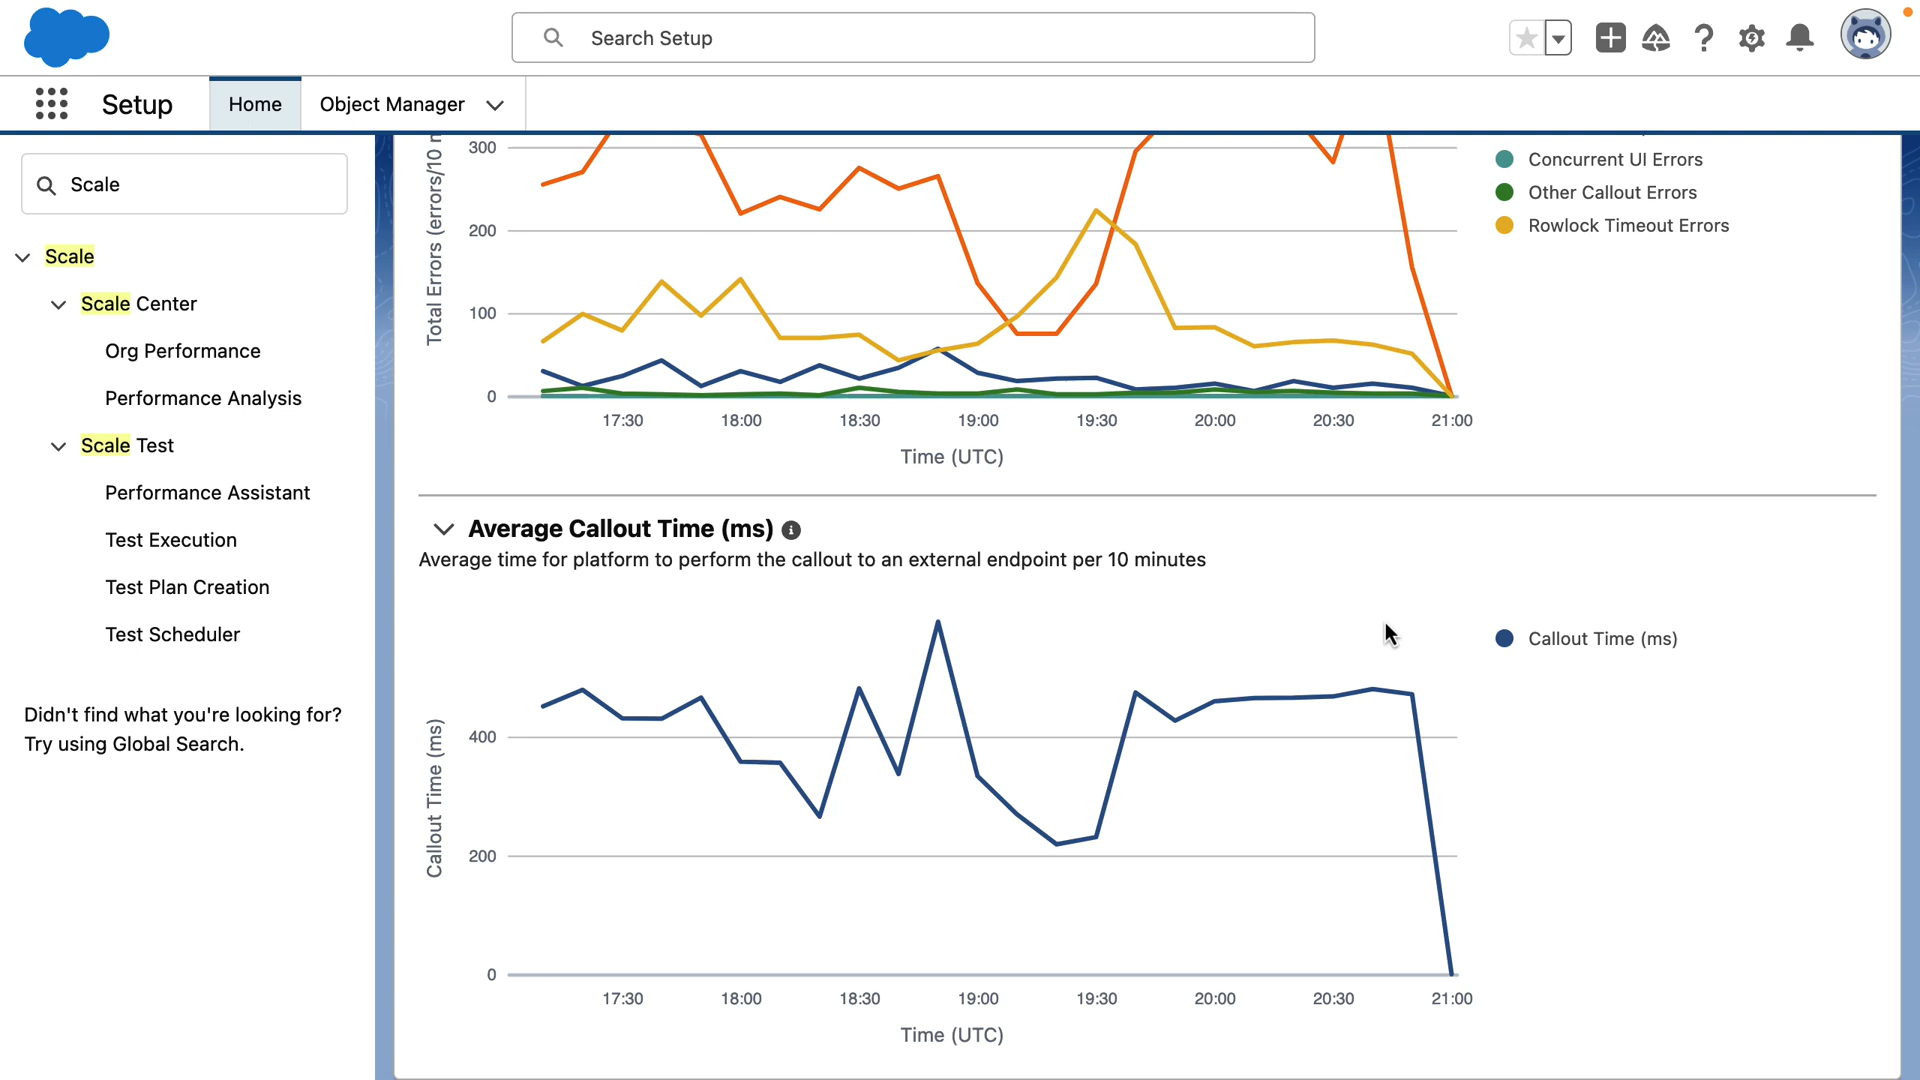 Search Setup
Setup
Home
Object Manager
Scale
Scale
Scale Center
Org Performance
Performance Analysis
Scale Test
Performance Assistant
Test Execution
Test Plan Creation
Test Scheduler
Didn't find what you're looking for?
Try using Global Search.
Total Errors (errors/10 m
300
200
100
0
17:30 18:00 18:30 19:00 19:30 20:00 20:30 21:00
Time (UTC)
Concurrent UI Errors
Other Callout Errors
Rowlock Timeout Errors
Average Callout Time (ms)
Average time for platform to perform the callout to an external endpoint per 10 minutes
Callout Time (ms)
400
200
0
17:30 18:00 18:30 19:00 19:30 20:00 20:30 21:00
Time (UTC)
Callout Time (ms)